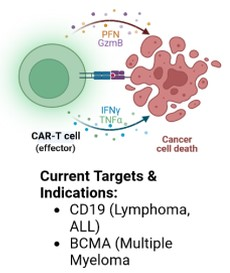 PFN
GzmB
IFNγ
TNFα
CAR-T cell
(effector)
Cancer
cell death
Current Targets &
Indications:
• CD19 (Lymphoma,
ALL)
• BCMA (Multiple
Myeloma